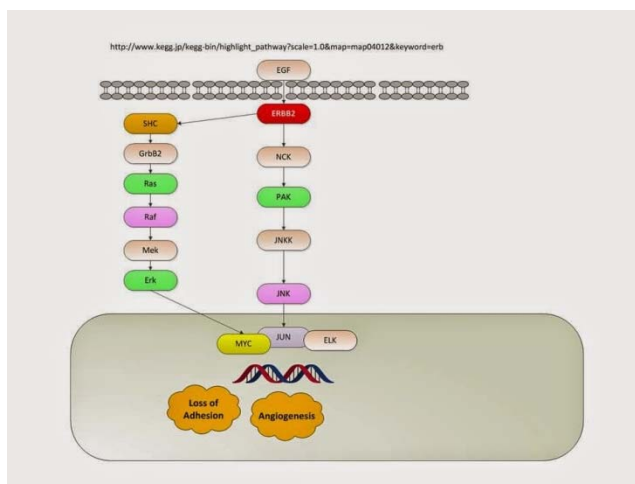 http://www.kegg.jp/kegg-bin/highlight_pathway?scale=1.0&map=map04012&keyword=erb
EGF
ERBB2
SHC
GrbB2
NCK
Ras
PAK
Raf
JNKK
Mek
Erk
JNK
MYC
JUN
ELK
Loss of
Adhesion
Angiogenesis